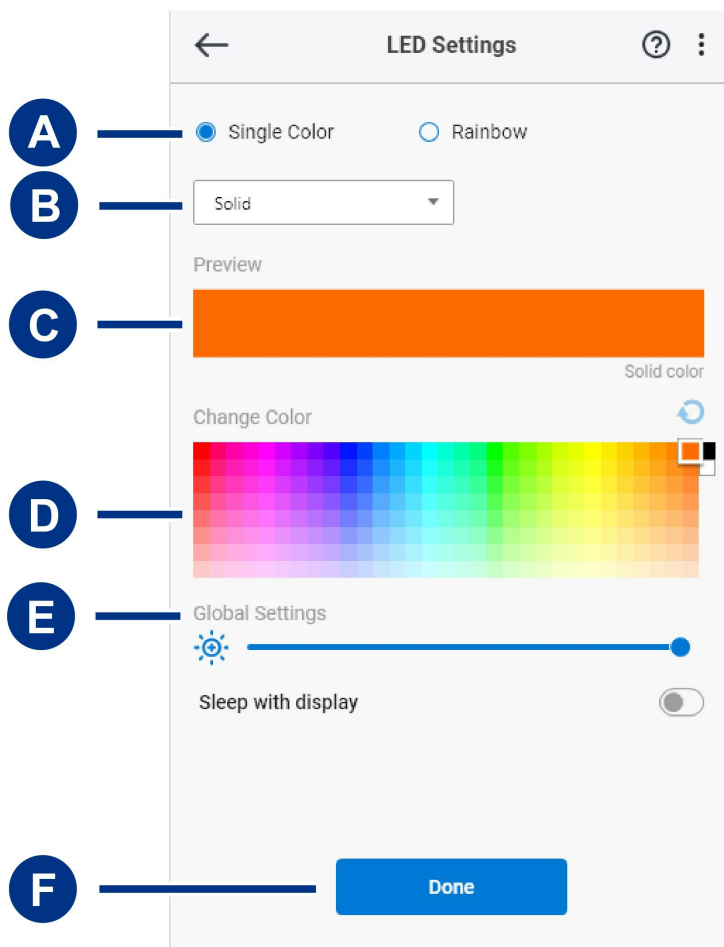 LED Settings
A
Single Color
Rainbow
B
Solid
Preview
C
Solid color
Change Color
D
E
Global Settings
Sleep with display
F
Done